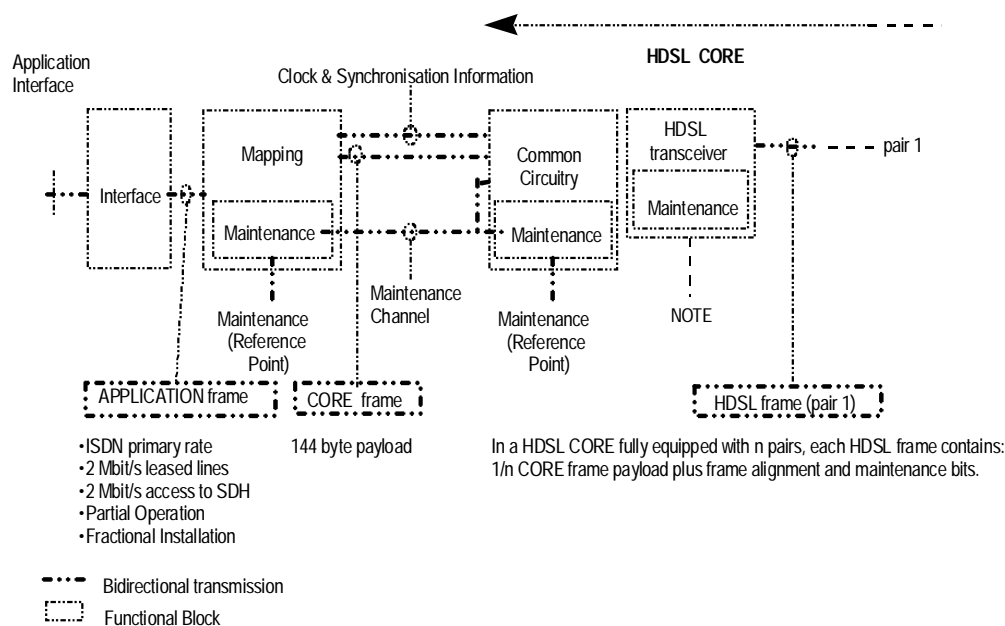 HDSL CORE
Application
Interface
Clock & Synchronisation Information
Interface
Mapping
Maintenance
Common
Circuitry
Maintenance
HDSL
transceiver
Maintenance
pair 1
Maintenance
(Reference
Point)
Maintenance
Channel
Maintenance
(Reference
Point)
NOTE
APPLICATION frame
CORE frame
HDSL frame (pair 1)
•ISDN primary rate
•2 Mbit/s leased lines
•2 Mbit/s access to SDH
•Partial Operation
•Fractional Installation
144 byte payload
In a HDSL CORE fully equipped with n pairs, each HDSL frame contains:
1/n CORE frame payload plus frame alignment and maintenance bits.
Bidirectional transmission
Functional Block